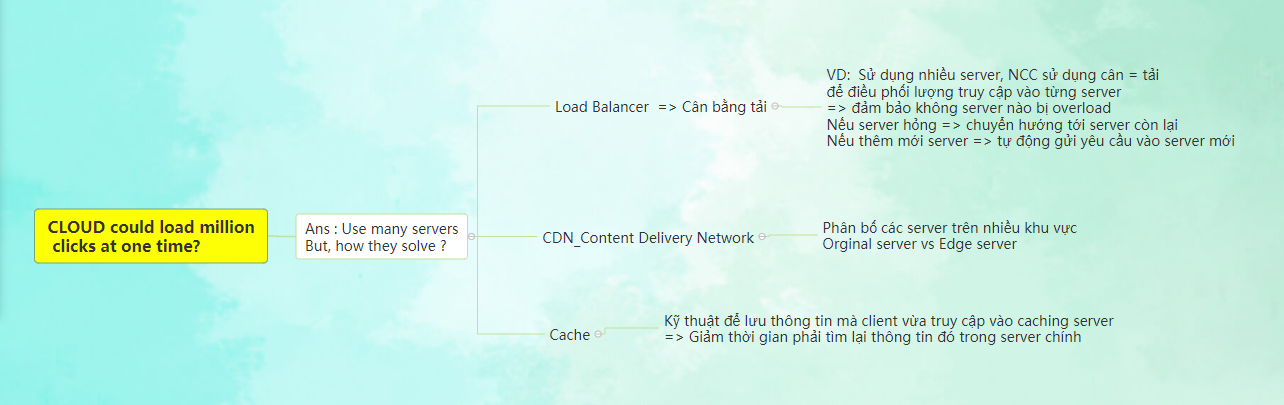 CLOUD could load million
clicks at one time?
Ans : Use many servers
But, how they solve ?
Load Balancer => Cân bằng tải
VD: Sử dụng nhiều server, NCC sử dụng cân = tải
để điều phối lượng truy cập vào từng server
=> đảm bảo không server nào bị overload
Nếu server hỏng => chuyển hướng tới server còn lại
Nếu thêm mới server => tự động gửi yêu cầu vào server mới
CDN_Content Delivery Network
Phân bố các server trên nhiều khu vực
Orginal server vs Edge server
Cache
Kỹ thuật để lưu thông tin mà client vừa truy cập vào caching server
=> Giảm thời gian phải tìm lại thông tin đó trong server chính